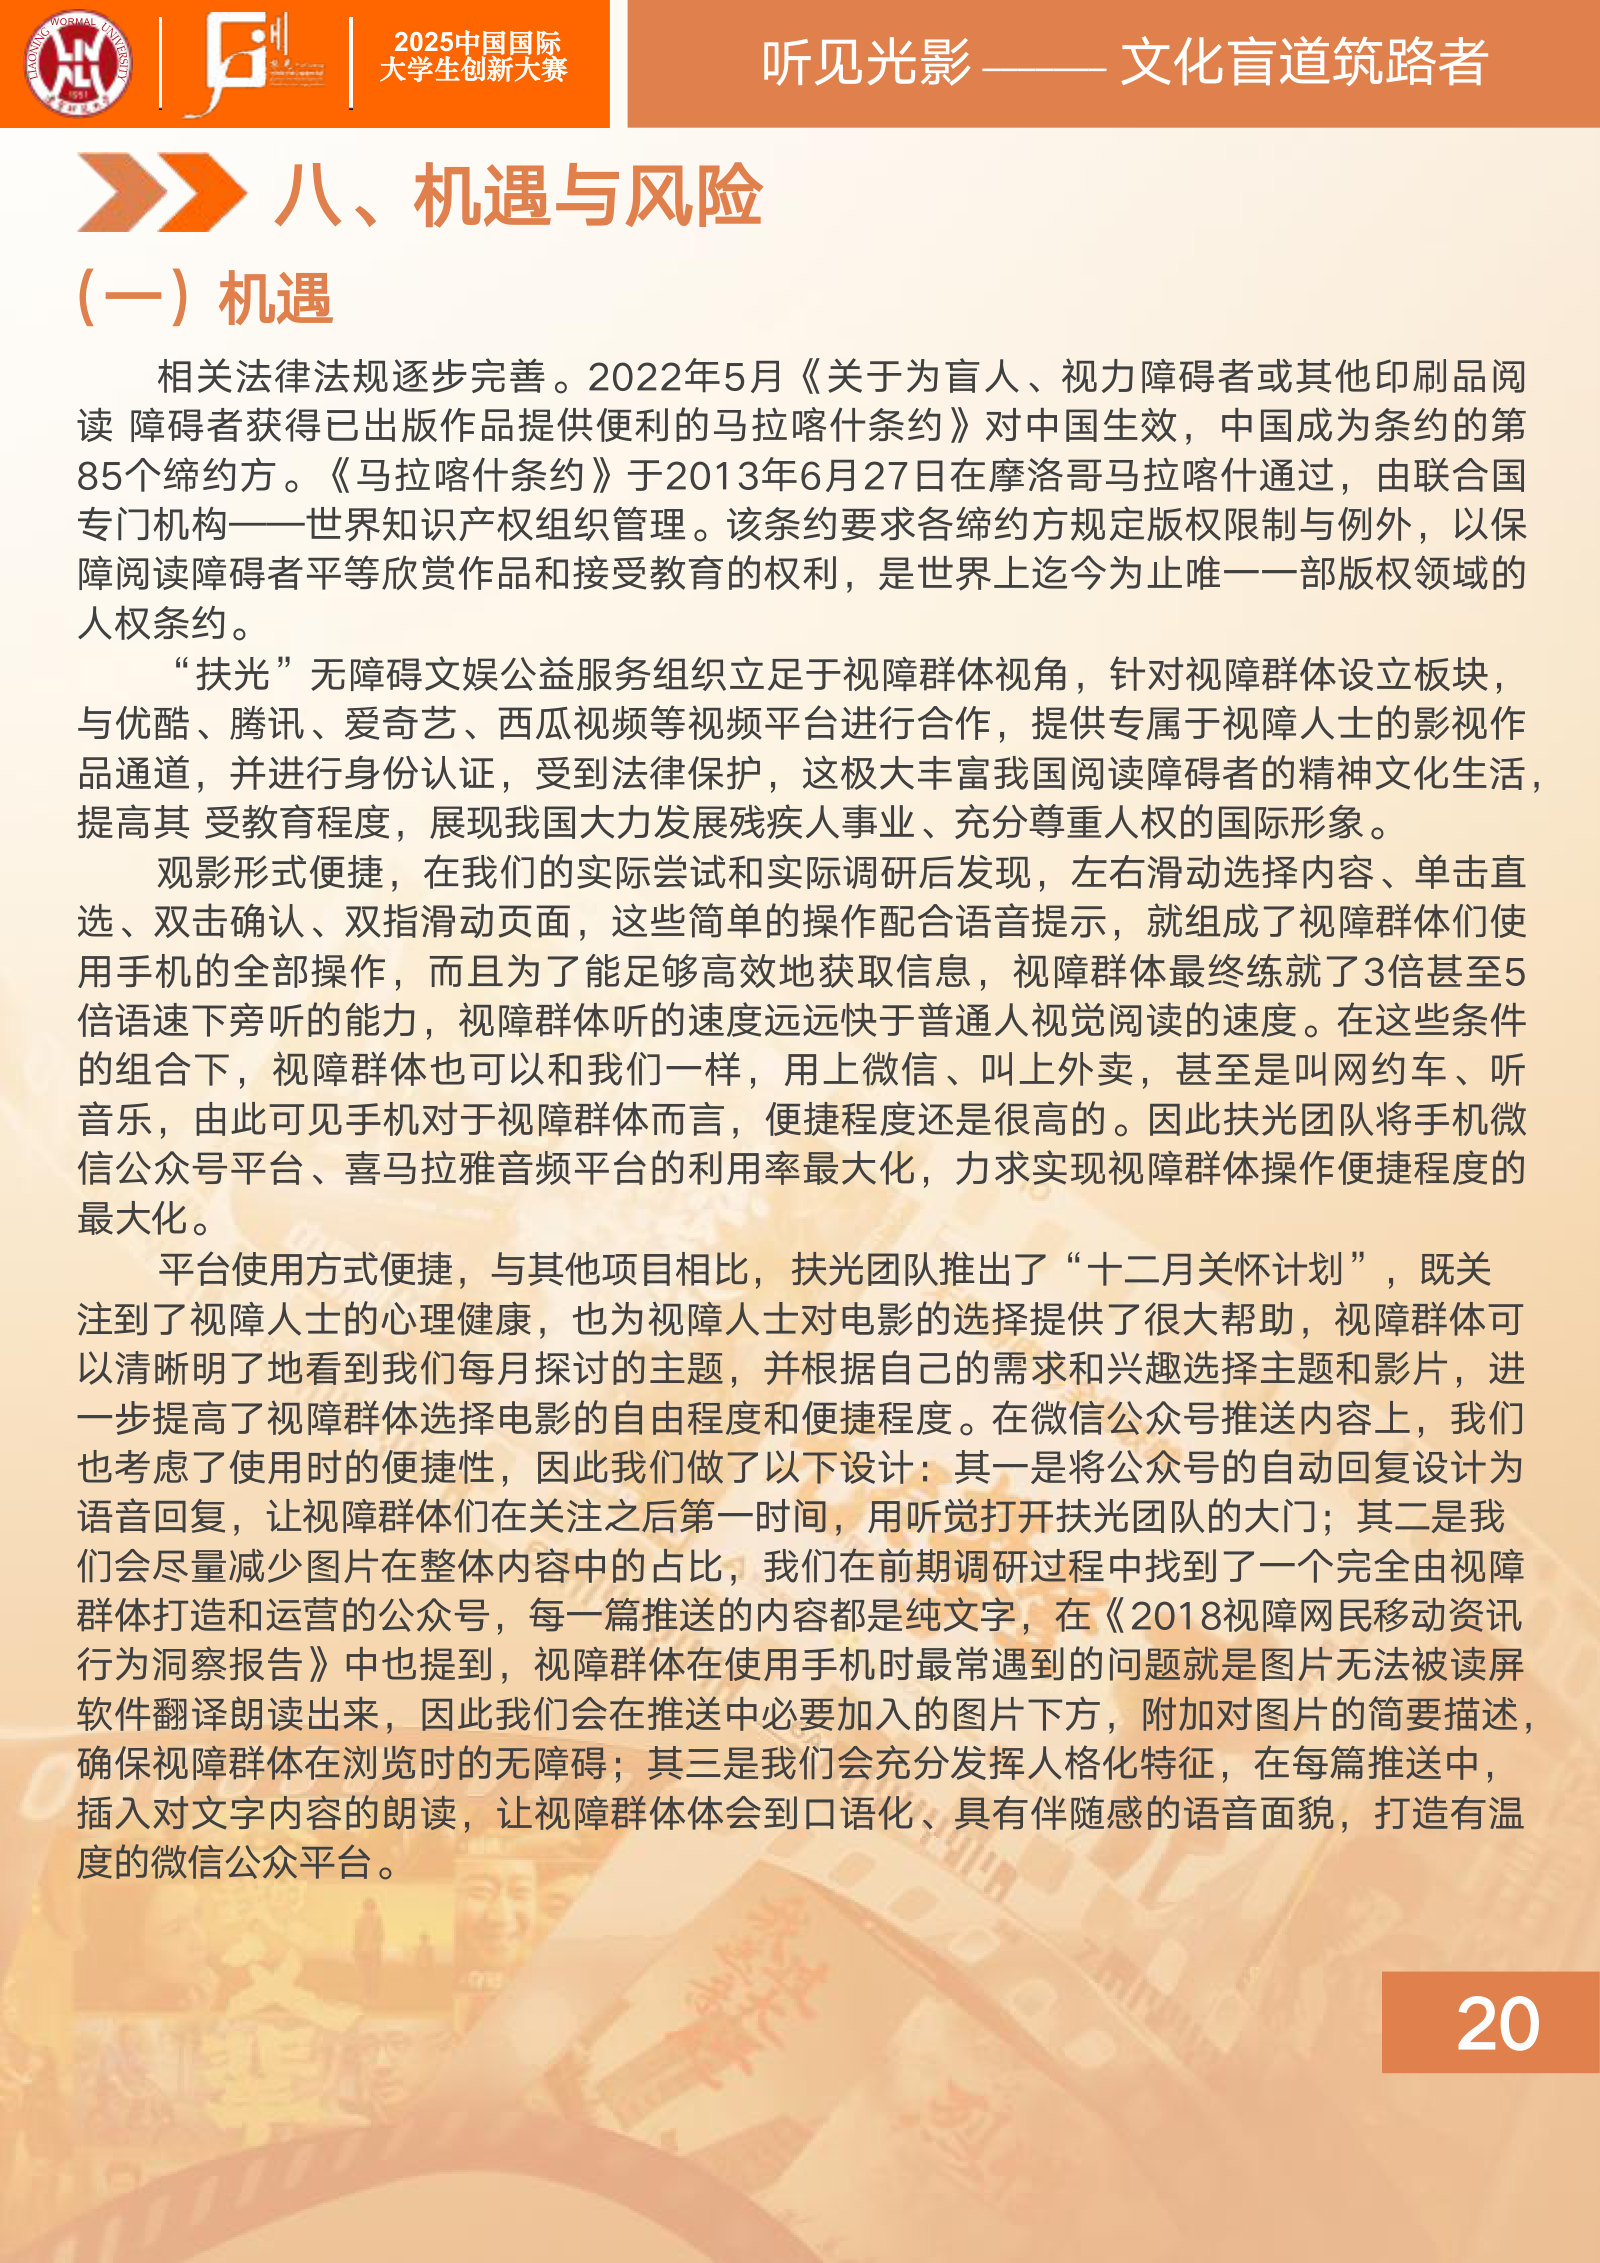 LIAONING WORMAL UNIVERSITY
1951
2025中国国际
大学生创新大赛
听见光影 ——— 文化盲道筑路者
八、机遇与风险
（一）机遇
相关法律法规逐步完善。2022年5月《关于为盲人、视力障碍者或其他印刷品阅
读 障碍者获得已出版作品提供便利的马拉喀什条约》对中国生效，中国成为条约的第
85个缔约方。《马拉喀什条约》于2013年6月27日在摩洛哥马拉喀什通过，由联合国
专门机构——世界知识产权组织管理。该条约要求各缔约方规定版权限制与例外，以保
障阅读障碍者平等欣赏作品和接受教育的权利，是世界上迄今为止唯一一部版权领域的
人权条约。
“扶光”无障碍文娱公益服务组织立足于视障群体视角，针对视障群体设立板块，
与优酷、腾讯、爱奇艺、西瓜视频等视频平台进行合作，提供专属于视障人士的影视作
品通道，并进行身份认证，受到法律保护，这极大丰富我国阅读障碍者的精神文化生活，
提高其 受教育程度，展现我国大力发展残疾人事业、充分尊重人权的国际形象。
观影形式便捷，在我们的实际尝试和实际调研后发现，左右滑动选择内容、单击直
选、双击确认、双指滑动页面，这些简单的操作配合语音提示，就组成了视障群体们使
用手机的全部操作，而且为了能足够高效地获取信息，视障群体最终练就了3倍甚至5
倍语速下旁听的能力，视障群体听的速度远远快于普通人视觉阅读的速度。在这些条件
的组合下，视障群体也可以和我们一样，用上微信、叫上外卖，甚至是叫网约车、听
音乐，由此可见手机对于视障群体而言，便捷程度还是很高的。因此扶光团队将手机微
信公众号平台、喜马拉雅音频平台的利用率最大化，力求实现视障群体操作便捷程度的
最大化。
平台使用方式便捷，与其他项目相比，扶光团队推出了“十二月关怀计划”，既关
注到了视障人士的心理健康，也为视障人士对电影的选择提供了很大帮助，视障群体可
以清晰明了地看到我们每月探讨的主题，并根据自己的需求和兴趣选择主题和影片，进
一步提高了视障群体选择电影的自由程度和便捷程度。在微信公众号推送内容上，我们
也考虑了使用时的便捷性，因此我们做了以下设计：其一是将公众号的自动回复设计为
语音回复，让视障群体们在关注之后第一时间，用听觉打开扶光团队的大门；其二是我
们会尽量减少图片在整体内容中的占比，我们在前期调研过程中找到了一个完全由视障
群体打造和运营的公众号，每一篇推送的内容都是纯文字，在《2018视障网民移动资讯
行为洞察报告》中也提到，视障群体在使用手机时最常遇到的问题就是图片无法被读屏
软件翻译朗读出来，因此我们会在推送中必要加入的图片下方，附加对图片的简要描述，
确保视障群体在浏览时的无障碍；其三是我们会充分发挥人格化特征，在每篇推送中，
插入对文字内容的朗读，让视障群体体会到口语化、具有伴随感的语音面貌，打造有温
度的微信公众平台。
20